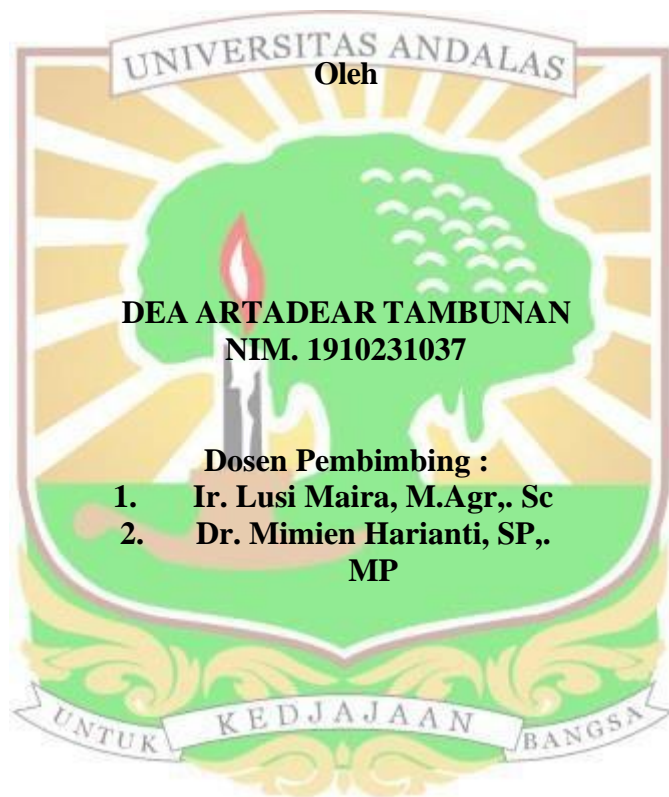 UNIVERSITAS ANDALAS
Oleh
DEA ARTADEAR TAMBUNAN
NIM. 1910231037
Dosen Pembimbing :
1. Ir. Lusi Maira, M.Agr,. Sc
2. Dr. Mimien Harianti, SP,.
MP
UNTUK KEDJAJAAN BANGSA